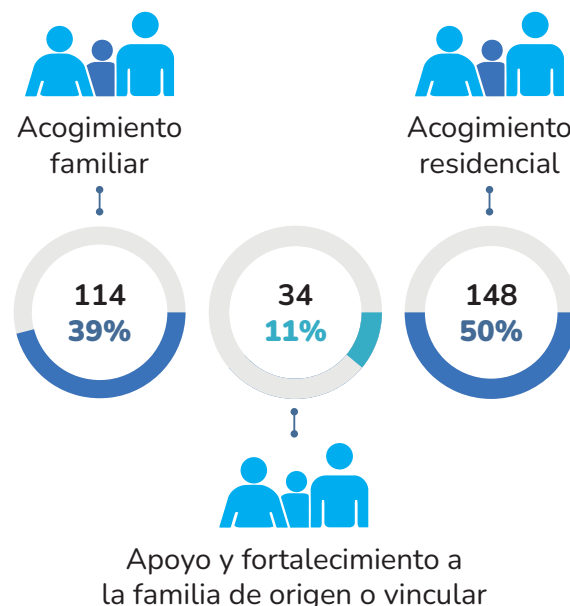 Acogimiento
familiar
Acogimiento
residencial
114
39%
34
11%
148
50%
Apoyo y fortalecimiento a
la familia de origen o vincular